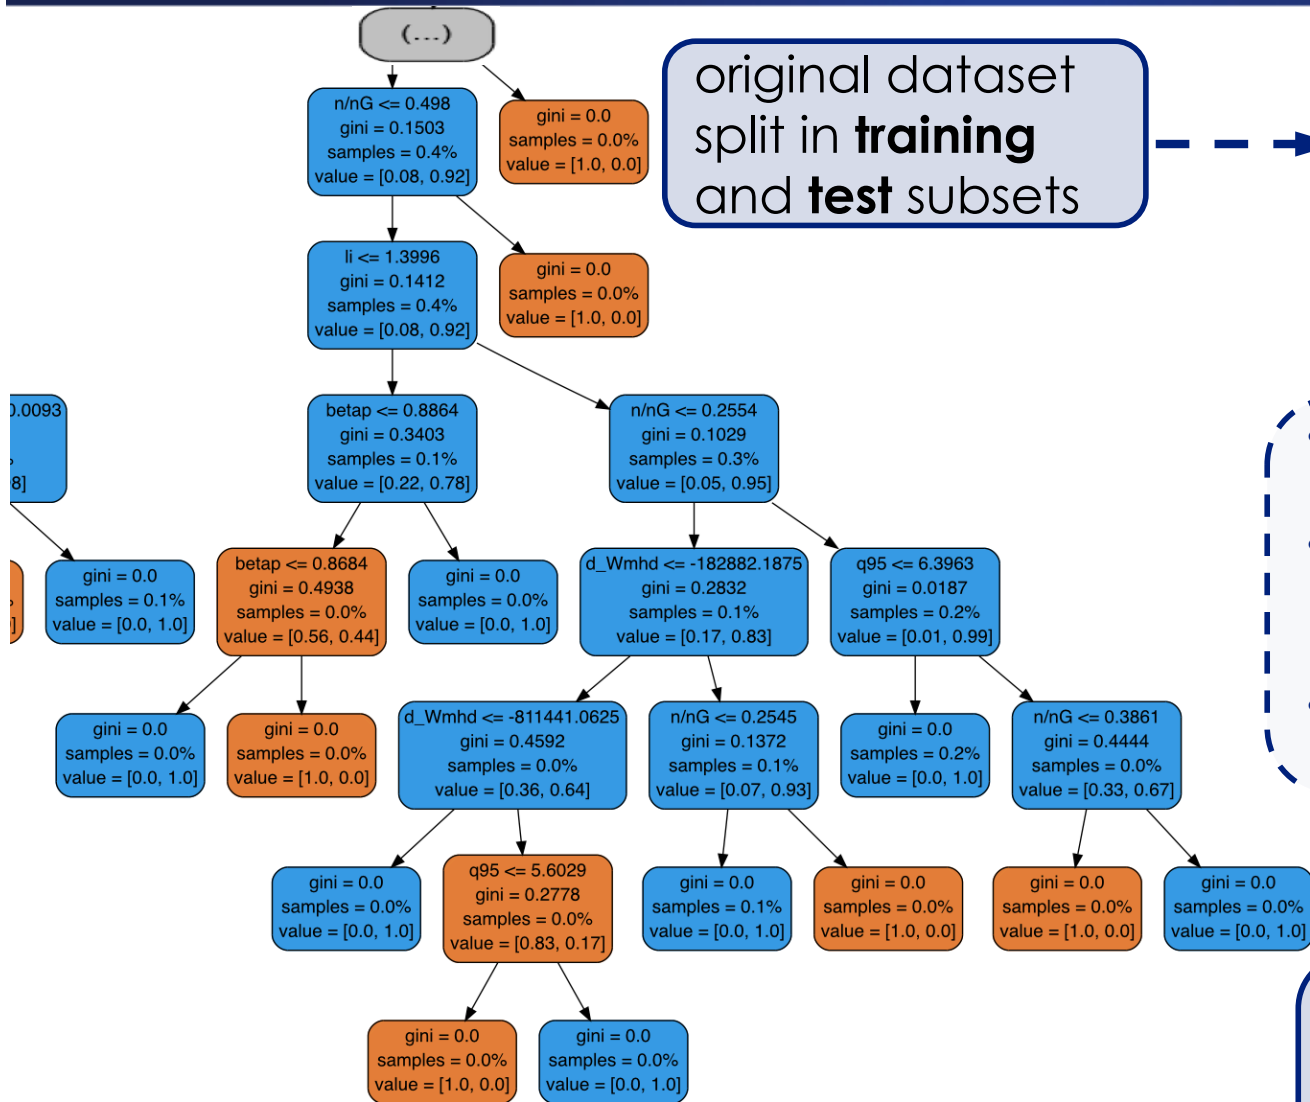 (...)
n/nG <= 0.498
gini = 0.1503
samples = 0.4%
value = [0.08, 0.92]
gini = 0.0
samples = 0.0%
value = [1.0, 0.0]
original dataset
split in training
and test subsets
li <= 1.3996
gini = 0.1412
samples = 0.4%
value = [0.08, 0.92]
gini = 0.0
samples = 0.0%
value = [1.0, 0.0]
0.0093
8]
betap <= 0.8864
gini = 0.3403
samples = 0.1%
value = [0.22, 0.78]
n/nG <= 0.2554
gini = 0.1029
samples = 0.3%
value = [0.05, 0.95]
gini = 0.0
samples = 0.1%
value = [0.0, 1.0]
betap <= 0.8684
gini = 0.4938
samples = 0.0%
value = [0.56, 0.44]
gini = 0.0
samples = 0.0%
value = [0.0, 1.0]
d_Wmhd <= -182882.1875
gini = 0.2832
samples = 0.1%
value = [0.17, 0.83]
q95 <= 6.3963
gini = 0.0187
samples = 0.2%
value = [0.01, 0.99]
gini = 0.0
samples = 0.0%
value = [0.0, 1.0]
gini = 0.0
samples = 0.0%
value = [1.0, 0.0]
d_Wmhd <= -811441.0625
gini = 0.4592
samples = 0.0%
value = [0.36, 0.64]
n/nG <= 0.2545
gini = 0.1372
samples = 0.1%
value = [0.07, 0.93]
gini = 0.0
samples = 0.2%
value = [0.0, 1.0]
n/nG <= 0.3861
gini = 0.4444
samples = 0.0%
value = [0.33, 0.67]
gini = 0.0
samples = 0.0%
value = [0.0, 1.0]
q95 <= 5.6029
gini = 0.2778
samples = 0.0%
value = [0.83, 0.17]
gini = 0.0
samples = 0.1%
value = [0.0, 1.0]
gini = 0.0
samples = 0.0%
value = [1.0, 0.0]
gini = 0.0
samples = 0.0%
value = [1.0, 0.0]
gini = 0.0
samples = 0.0%
value = [0.0, 1.0]
gini = 0.0
samples = 0.0%
value = [1.0, 0.0]
gini = 0.0
samples = 0.0%
value = [0.0, 1.0]